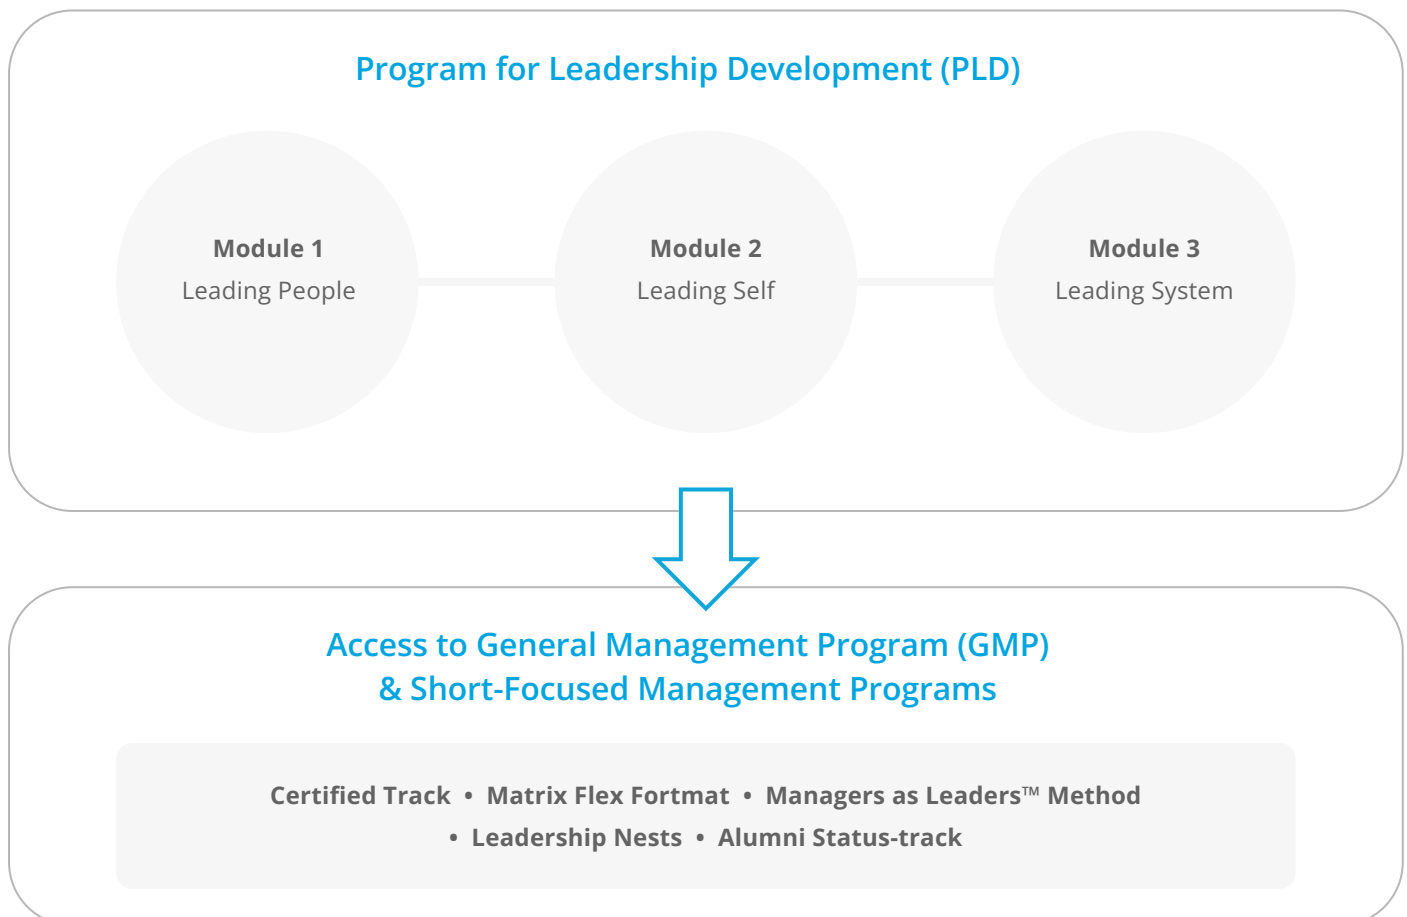 Program for Leadership Development (PLD)
Module 1
Leading People
Module 2
Leading Self
Module 3
Leading System
Access to General Management Program (GMP)
& Short-Focused Management Programs
Certified Track • Matrix Flex Fortmat • Managers as Leaders™ Method
• Leadership Nests • Alumni Status-track